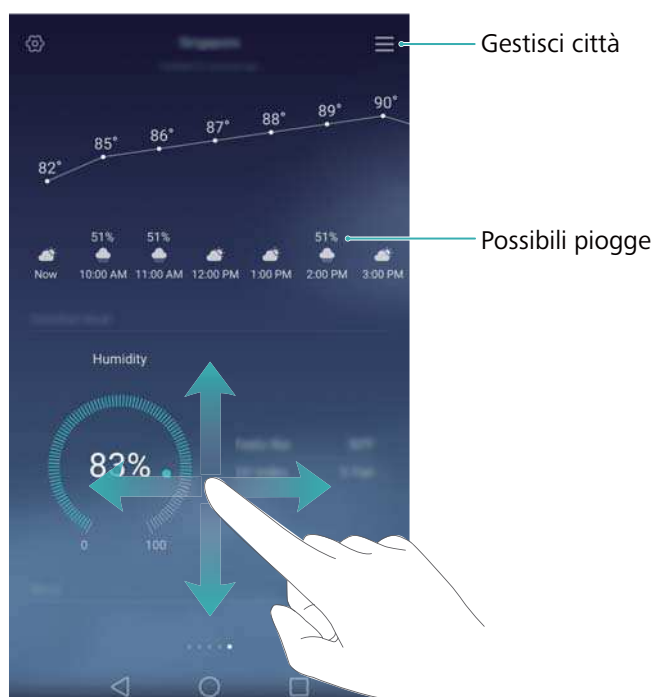 Singapore
Gestisci città
90°
89°
88°
87°
86°
85°
82°
51% 51% 51%
Possibili piogge
Now 10:00 AM 11:00 AM 12:00 PM 1:00 PM 2:00 PM 3:00 PM
Humidity
83%
0 100